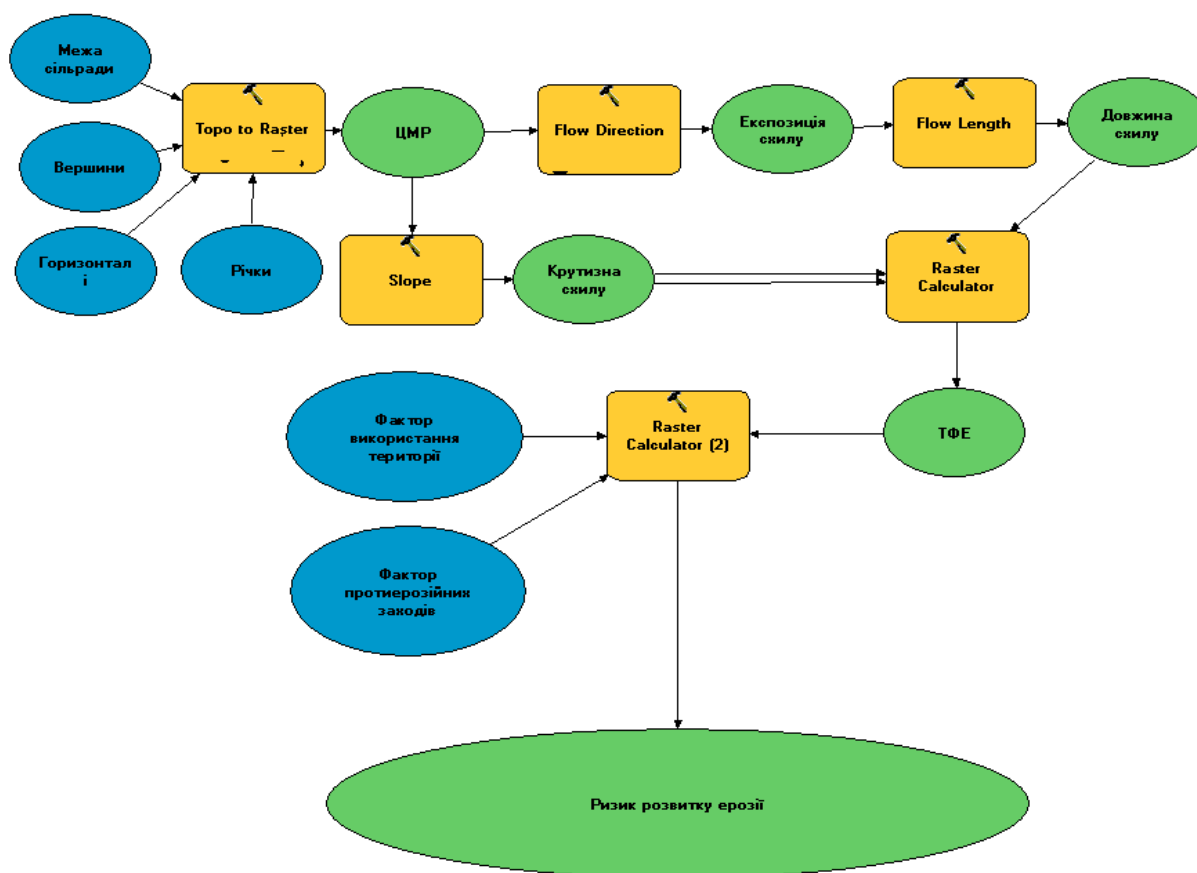 Межа
сільради
Topo to Raster
ЦМР
Flow Direction
Експозиція
схилу
Flow Length
Довжина
схилу
Вершини
Горизонтал
і
Річки
Slope
Крутизна
схилу
Raster
Calculator
Фактор
використання
території
Raster
Calculator (2)
ТФЕ
Фактор
протиерозійних
заходів
Ризик розвитку ерозії